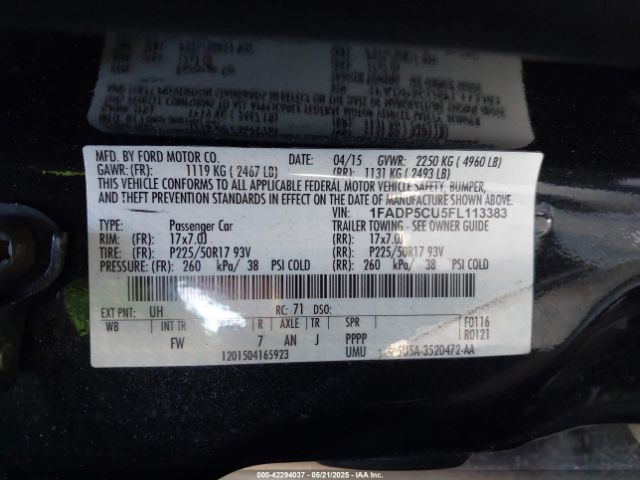 MFD. BY FORD MOTOR CO. DATE: 04/15 GVWR: 2250 KG ( 4960 LB)
GAWR: (FR): 1119 KG ( 2467 LB) (RR): 1131 KG ( 2493 LB)
THIS VEHICLE CONFORMS TO ALL APPLICABLE FEDERAL MOTOR VEHICLE SAFETY, BUMPER,
AND THEFT PREVENTION STANDARDS IN EFFECT ON THE DATE OF MANUFACTURE SHOWN ABOVE.
VIN: 1FADP5CU5FL113383
TYPE: Passenger Car TRAILER TOWING - SEE OWNER GUIDE
RIM: (FR): 17x7.0J (RR): 17x7.0J
TIRE: (FR): P225/50R17 93V (RR): P225/50R17 93V
PRESSURE: (FR): 260 kPa/ 38 PSI COLD (RR): 260 kPa/ 38 PSI COLD
EXT PNT: UH RC: 71 DSO:
WB INT TR R AXLE TR SPR F0116
FW 7 AN J PPPP R0121
1201504165923 UMU 5U5A-3520472-AA
000-42294037 - 05/21/2025 - IAA, Inc.